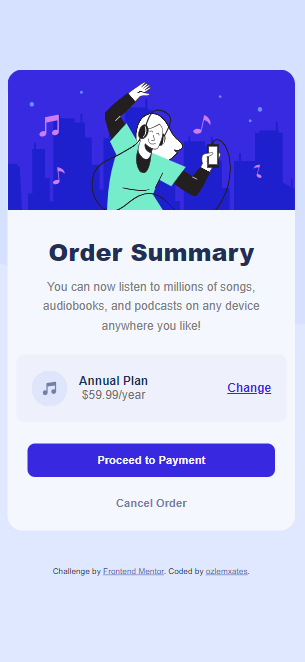 Order Summary
You can now listen to millions of songs,
audiobooks, and podcasts on any device
anywhere you like!
Annual Plan
$59.99/year
Change
Proceed to Payment
Cancel Order
Challenge by Frontend Mentor. Coded by ozlemxates.